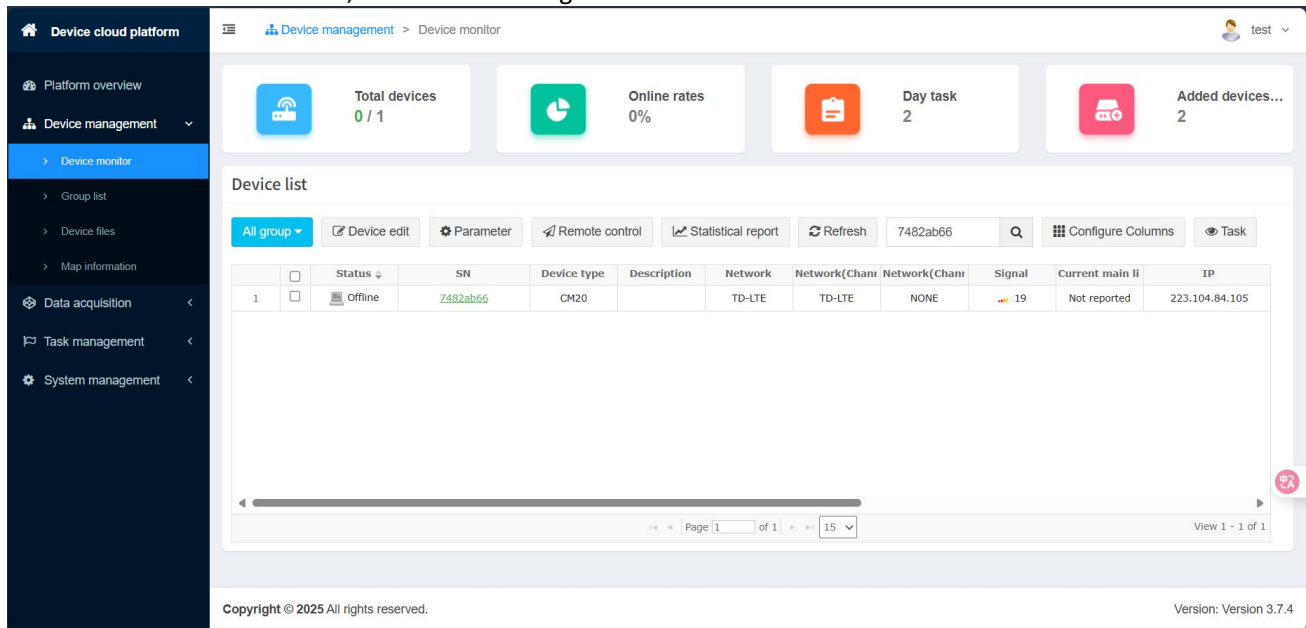 Device cloud platform
Device management > Device monitor
test
Platform overview
Device management
Device monitor
Group list
Device files
Map information
Data acquisition
Task management
System management
Total devices
0 / 1
Online rates
0%
Day task
2
Added devices...
2
Device list
All group
Device edit
Parameter
Remote control
Statistical report
Refresh
7482ab66
Configure Columns
Task
Status SN Device type Description Network Network(Chann Network(Chann Signal Current main li IP
1 Offline 7482ab66 CM20 TD-LTE TD-LTE NONE 19 Not reported 223.104.84.105
Page 1 of 1 15
View 1 - 1 of 1
Copyright © 2025 All rights reserved.
Version: Version 3.7.4